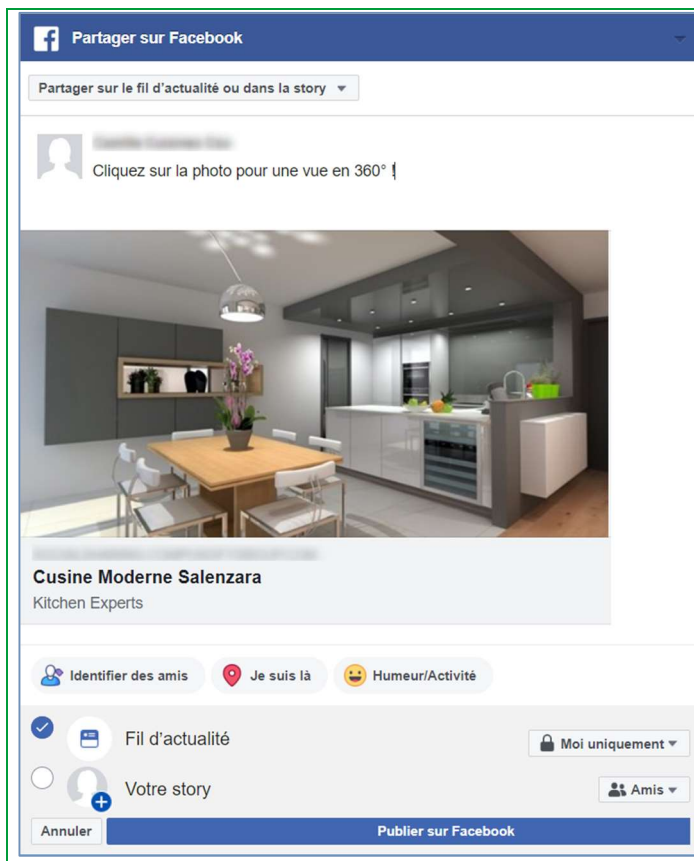 Partager sur Facebook
Partager sur le fil d'actualité ou dans la story
Cliquez sur la photo pour une vue en 360° !
Cusine Moderne Salenzara
Kitchen Experts
Identifier des amis
Je suis là
Humeur/Activité
Fil d'actualité
Moi uniquement
Votre story
Amis
Annuler
Publier sur Facebook